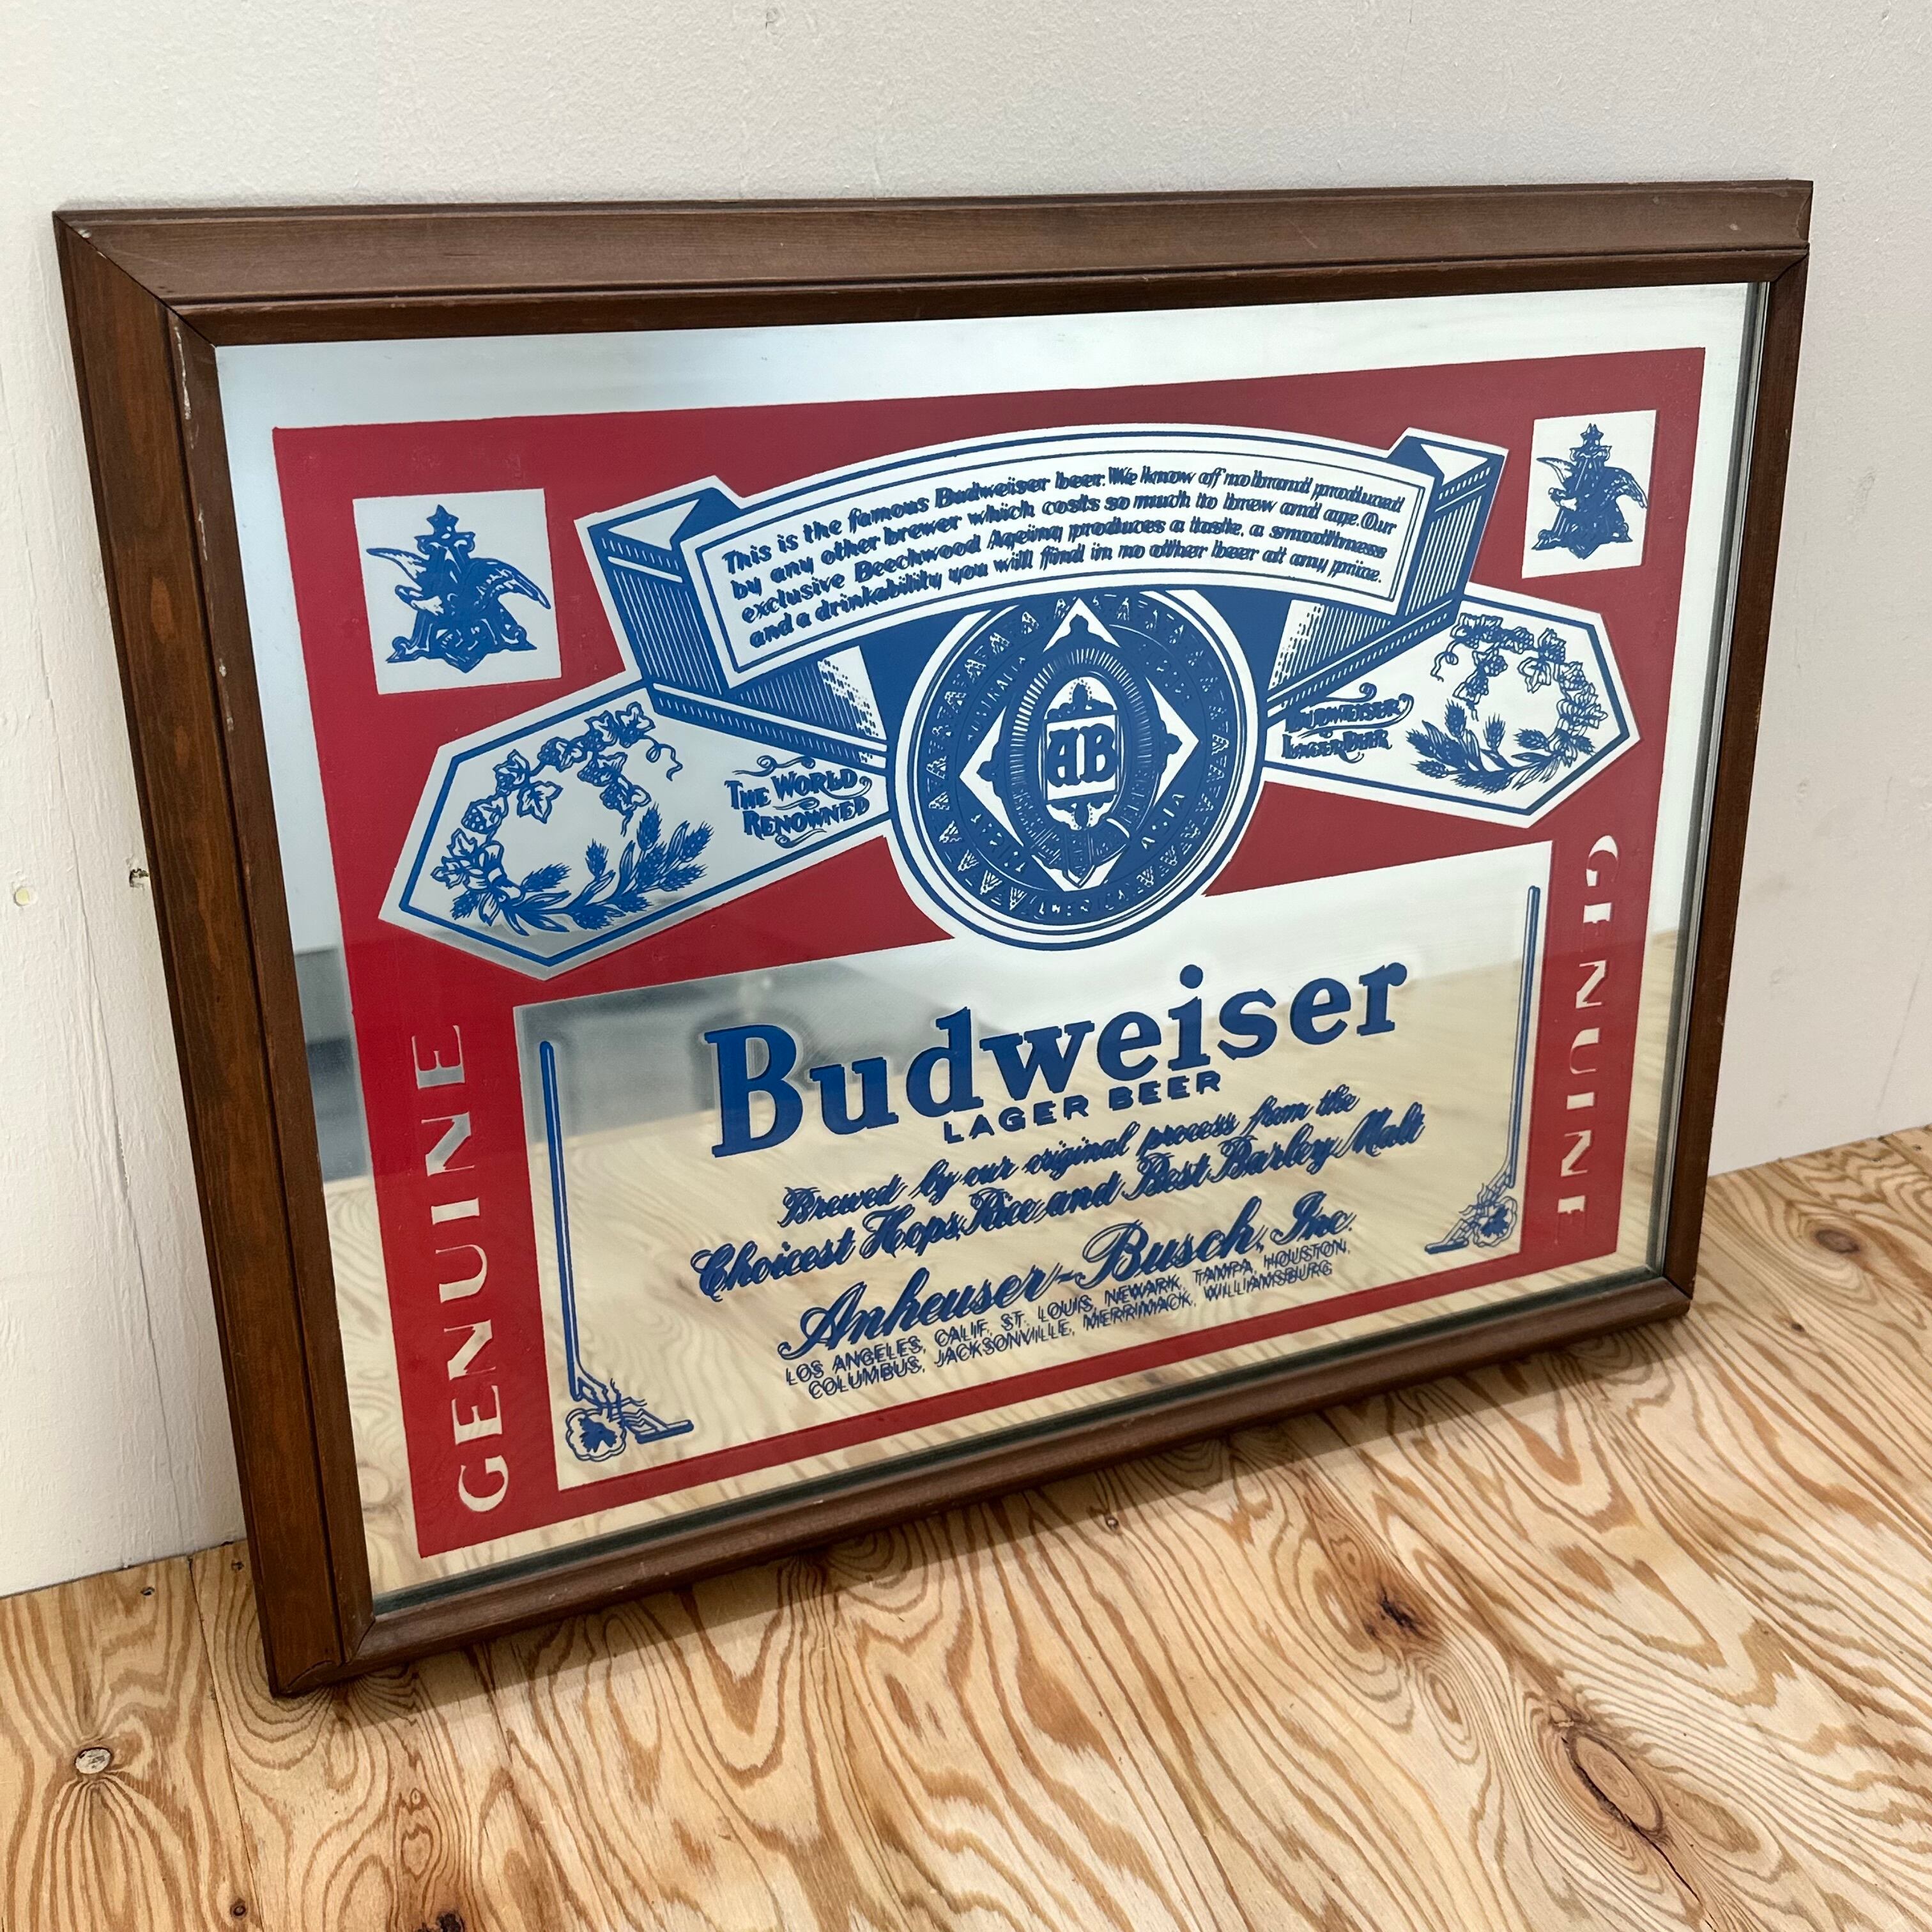 This is the famous Budweiser beer. We know of no brand produced
by any other brewer which costs so much to brew and age. Our
exclusive Beechwood Ageing produces a taste, a smoothness
and a drinkability you will find in no other beer at any price.
THE WORLD
RENOWNED
AB
BUDWEISER
LAGER BEER
GENUINE
Budweiser
LAGER BEER
Brewed by our original process from the
Choicest Hops, Rice and Best Barley Malt
Anheuser-Busch, Inc.
LOS ANGELES, CALIF. ST. LOUIS, NEWARK, TAMPA, HOUSTON,
COLUMBUS, JACKSONVILLE, MERRIMACK, WILLIAMSBURG
GENUINE